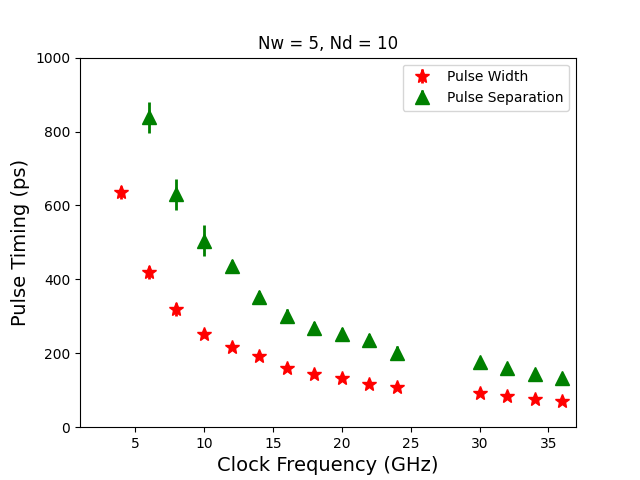 Nw = 5, Nd = 10
1000
800
600
400
200
0
Pulse Timing (ps)
Pulse Width
Pulse Separation
5
10
15
20
25
30
35
Clock Frequency (GHz)